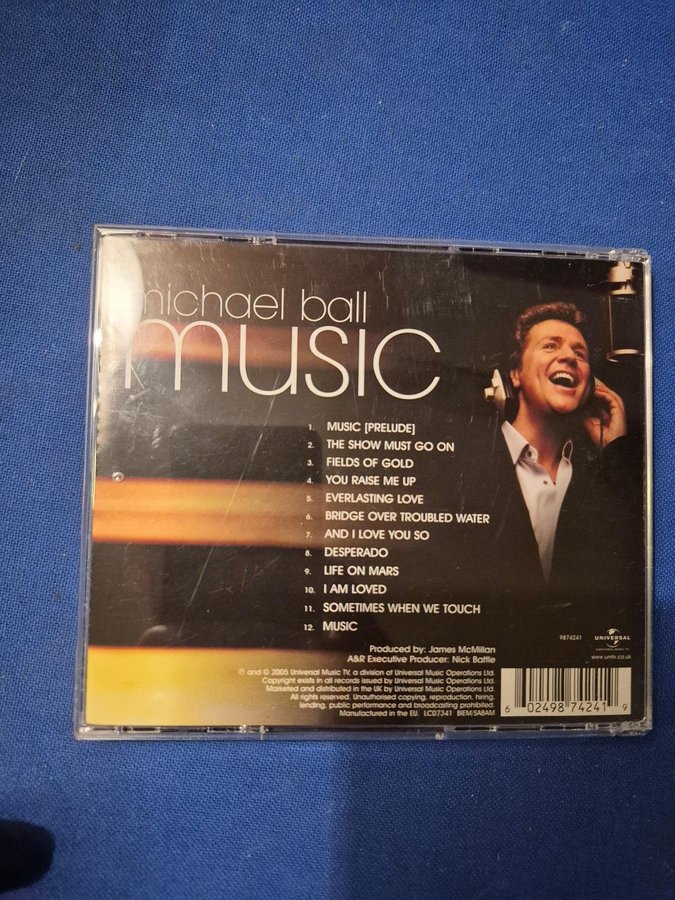 michael ball
music
1. MUSIC [PRELUDE]
2. THE SHOW MUST GO ON
3. FIELDS OF GOLD
4. YOU RAISE ME UP
5. EVERLASTING LOVE
6. BRIDGE OVER TROUBLED WATER
7. AND I LOVE YOU SO
8. DESPERADO
9. LIFE ON MARS
10. I AM LOVED
11. SOMETIMES WHEN WE TOUCH
12. MUSIC
Produced by: James McMillan
A&R Executive Producer: Nick Battle
℗ and © 2005 Universal Music TV, a division of Universal Music Operations Ltd.
Copyright exists in all records issued by Universal Music Operations Ltd.
Marketed and distributed in the UK by Universal Music Operations Ltd.
All rights reserved. Unauthorised copying, reproduction, hiring,
lending, public performance and broadcasting prohibited.
Manufactured in the EU. LC07341 BIEM/SABAM
9874241
UNIVERSAL
UNIVERSAL MUSIC TV
www.umtv.co.uk
6 02498 74241 9